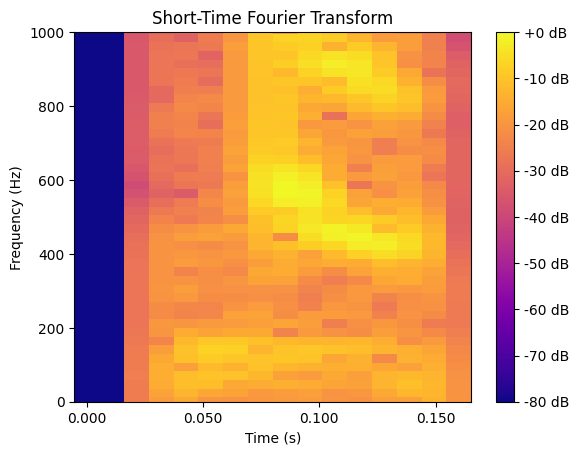 Short-Time Fourier Transform
1000
800
600
400
200
0
Frequency (Hz)
0.000
0.050
0.100
0.150
Time (s)
+0 dB
-10 dB
-20 dB
-30 dB
-40 dB
-50 dB
-60 dB
-70 dB
-80 dB